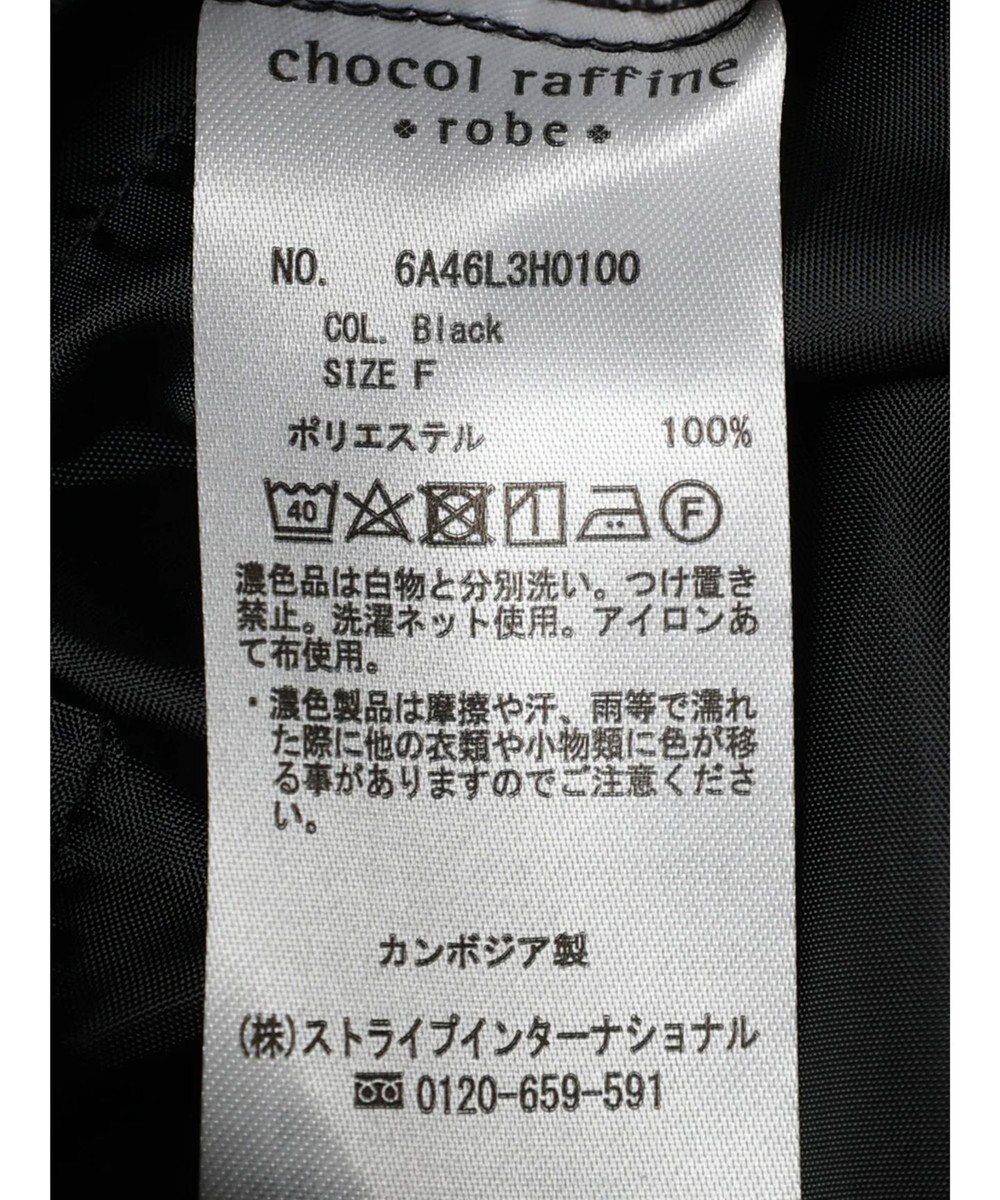 chocol raffine
robe
NO. 6A46L3H0100
COL. Black
SIZE F
ポリエステル 100%
40 F
濃色品は白物と分別洗い。つけ置き
禁止。洗濯ネット使用。アイロンあ
て布使用。
・濃色製品は摩擦や汗、雨等で濡れ
た際に他の衣類や小物類に色が移
る事がありますのでご注意くださ
い。
カンボジア製
(株)ストライプインターナショナル
0120-659-591